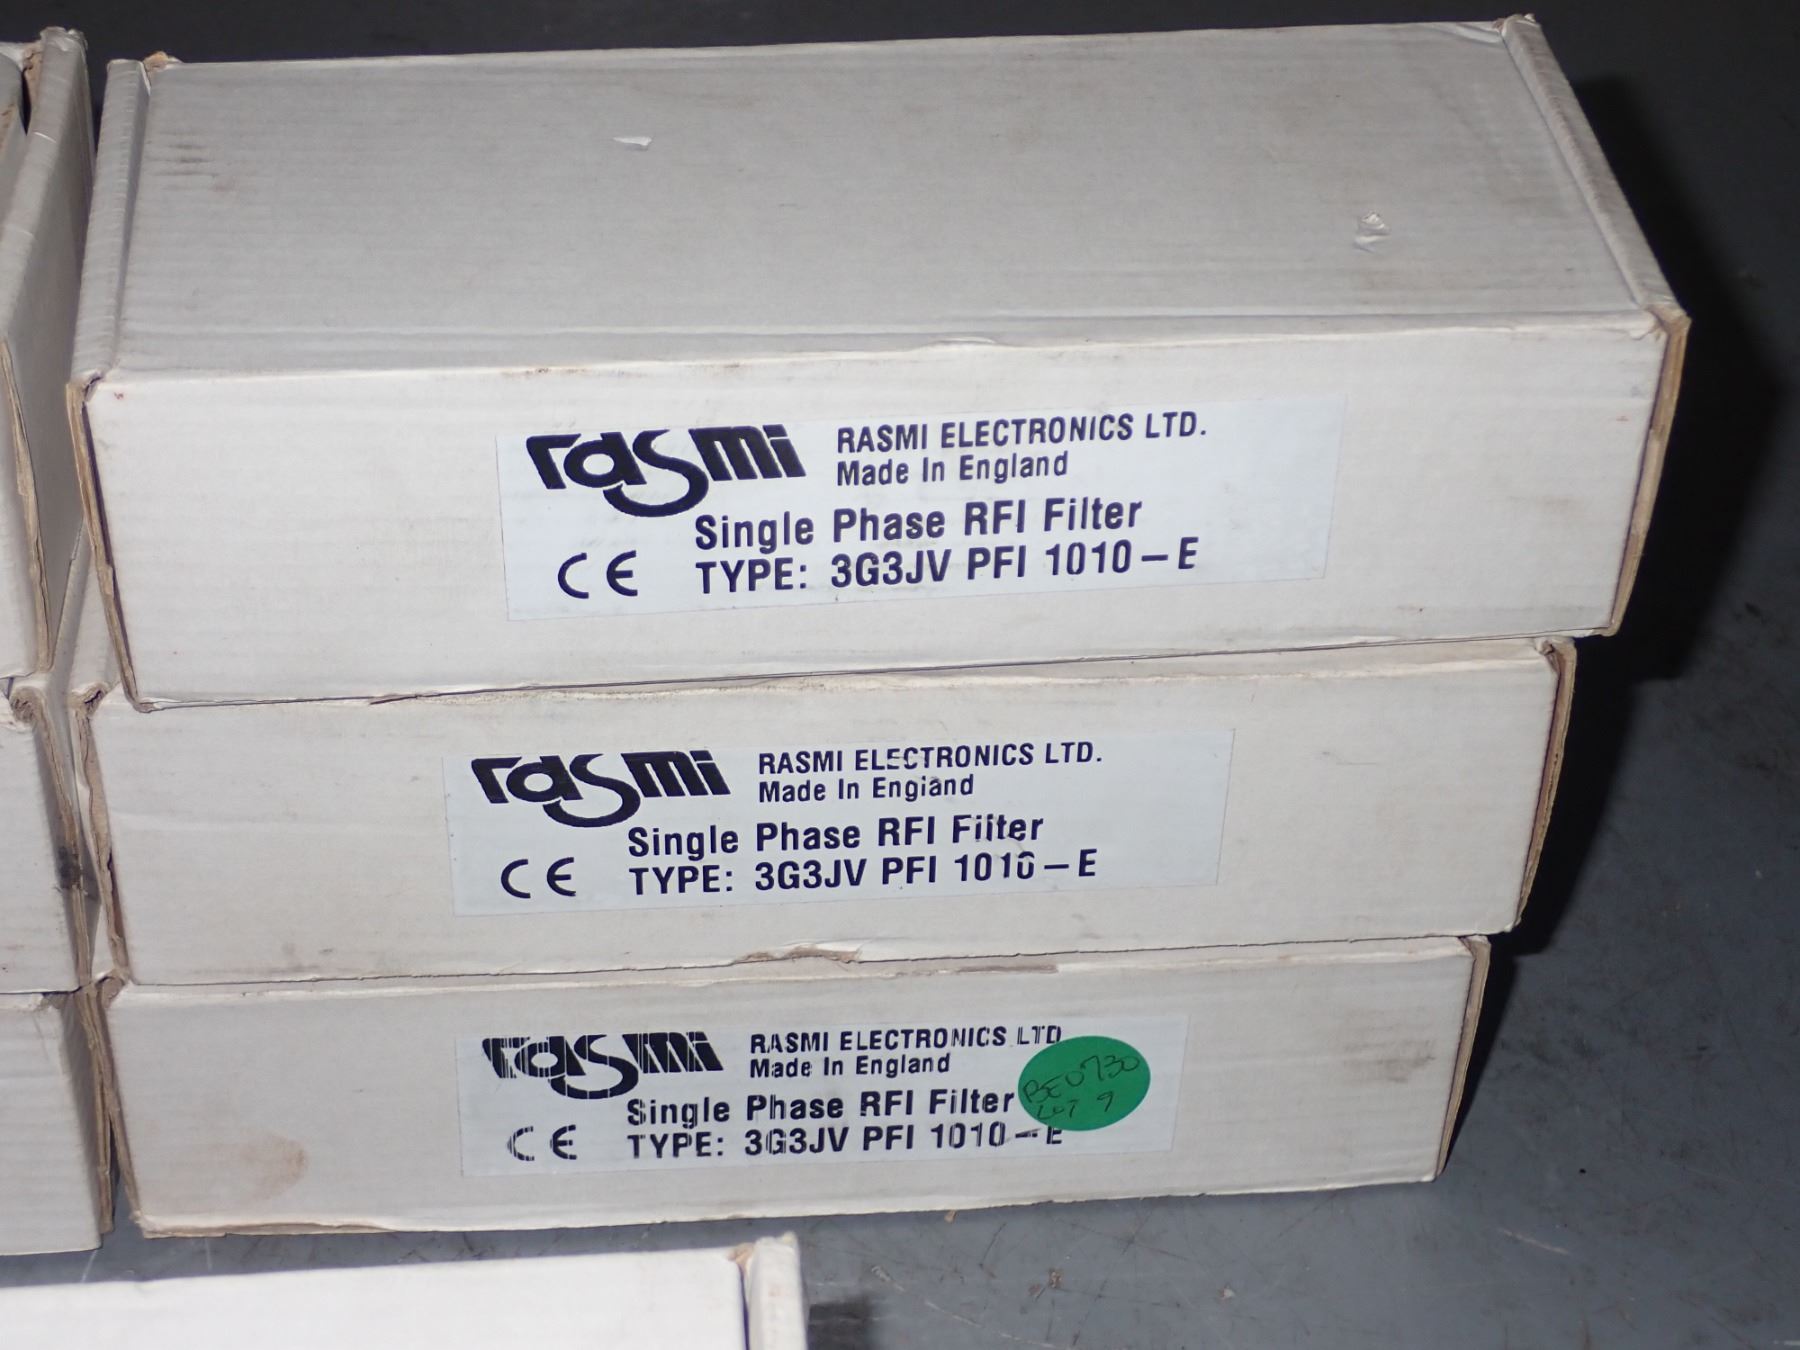 rasmi RASMI ELECTRONICS LTD.
Made In England
Single Phase RFI Filter
CE TYPE: 3G3JV PFI 1010-E
rasmi RASMI ELECTRONICS LTD.
Made In England
Single Phase RFI Filter
CE TYPE: 3G3JV PFI 1010-E
rasmi RASMI ELECTRONICS LTD
Made In England
Single Phase RFI Filter
CE TYPE: 3G3JV PFI 1010-E
BE0730
LOT 9